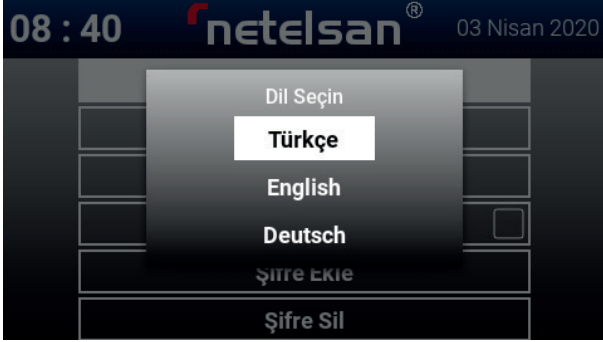 08 : 40 netelsan® 03 Nisan 2020
Dil Seçin
Türkçe
English
Deutsch
Şifre Ekle
Şifre Sil